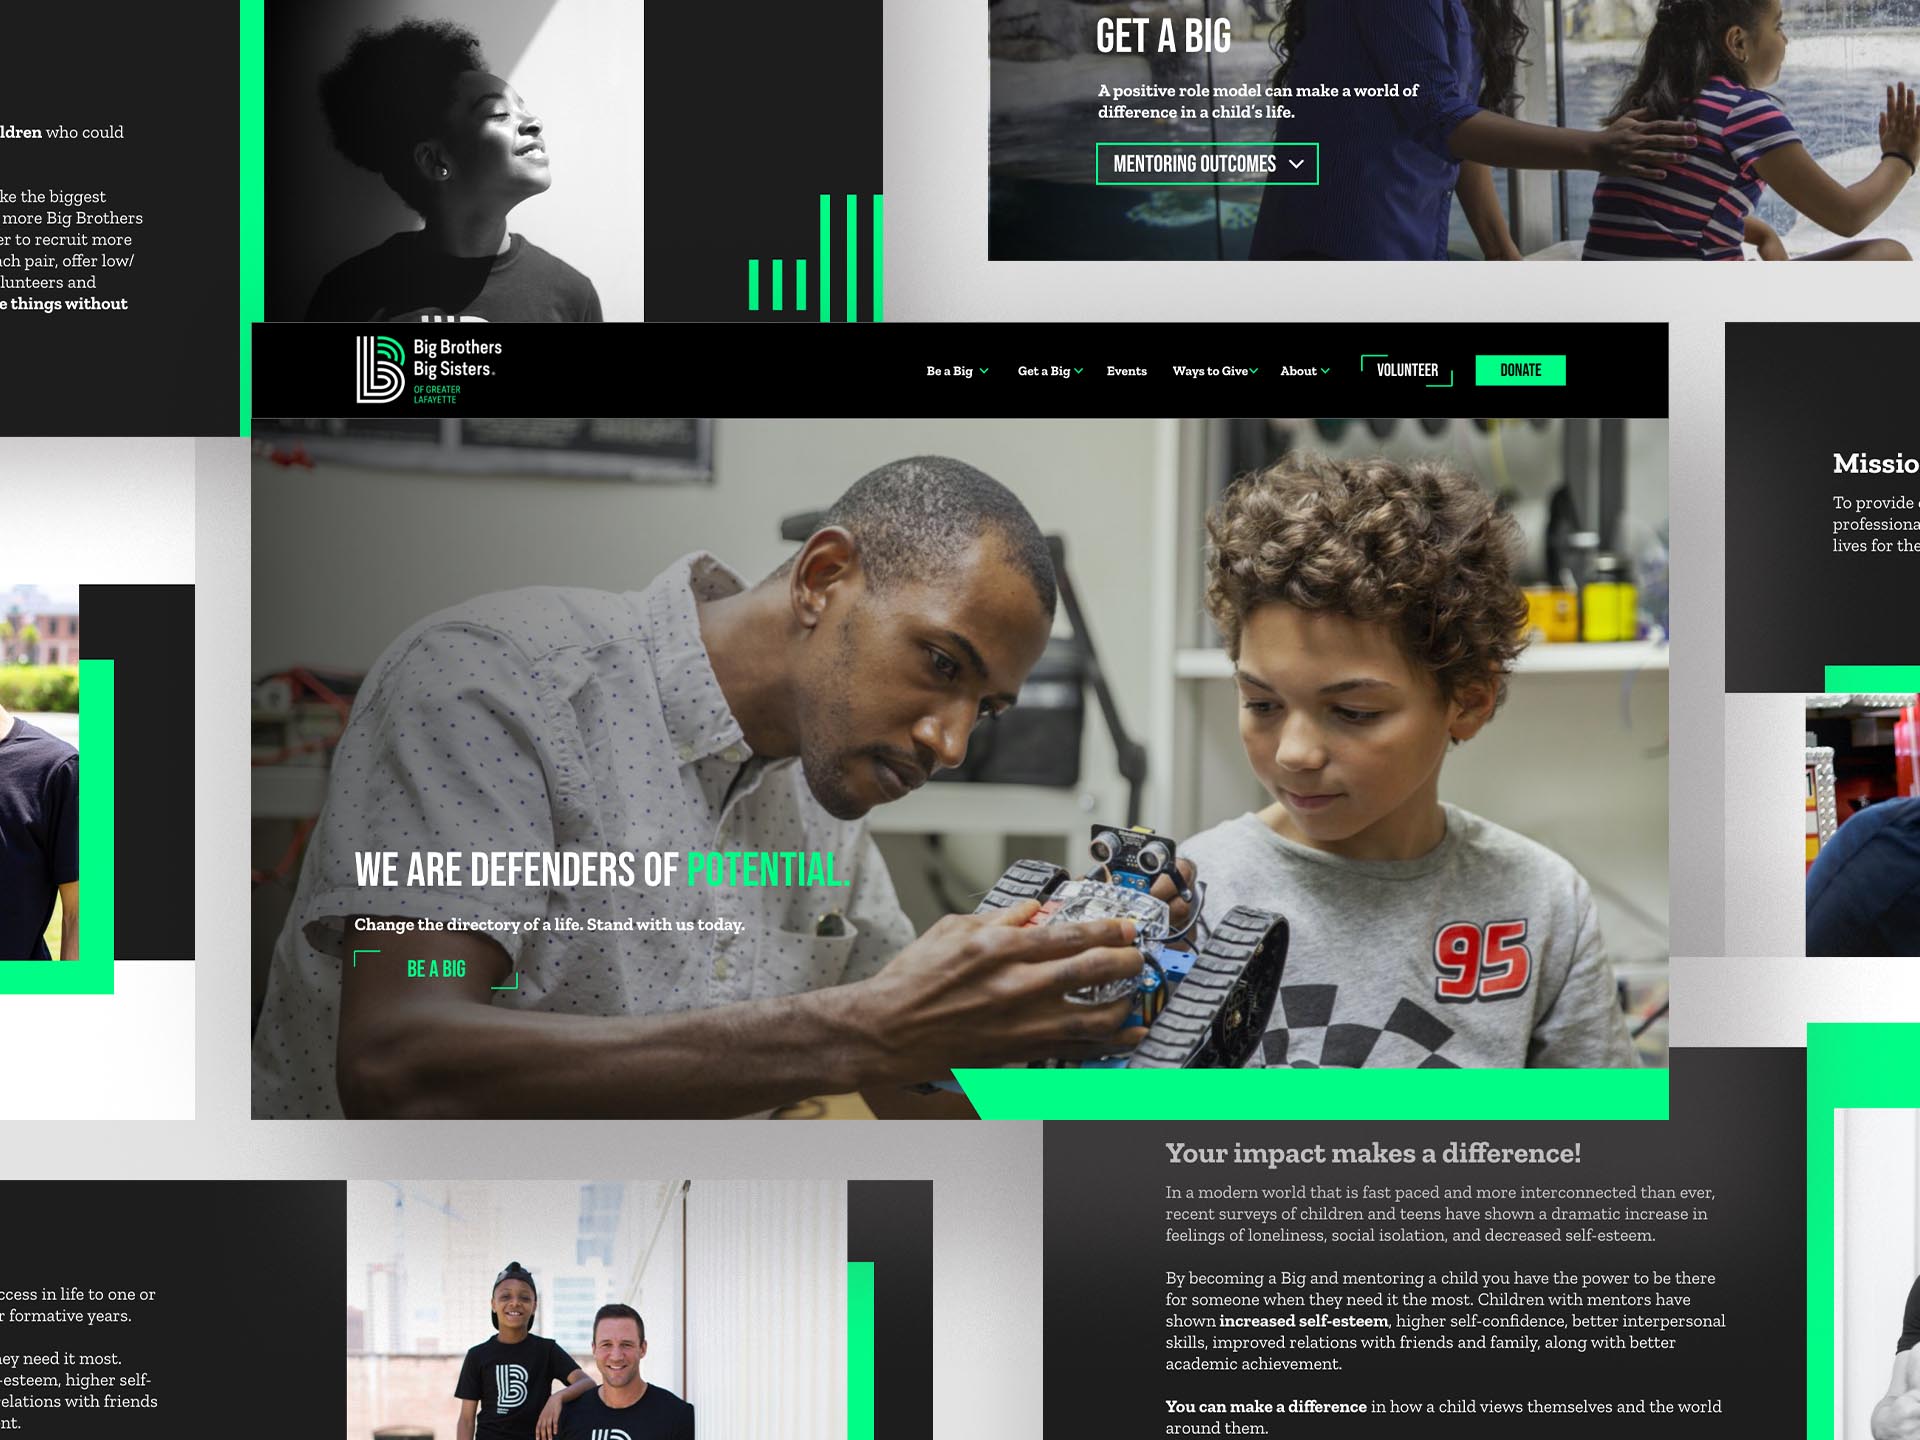 ldren who could
ke the biggest
more Big Brothers
er to recruit more
ach pair, offer low/
lunteers and
e things without
GET A BIG
A positive role model can make a world of
difference in a child's life.
MENTORING OUTCOMES
Big Brothers
Big Sisters.
OF GREATER
LAFAYETTE
Be a Big
Get a Big
Events
Ways to Give
About
VOLUNTEER
DONATE
Missio
To provide
professiona
lives for the
WE ARE DEFENDERS OF POTENTIAL.
Change the directory of a life. Stand with us today.
BE A BIG
95
Your impact makes a difference!
In a modern world that is fast paced and more interconnected than ever,
recent surveys of children and teens have shown a dramatic increase in
feelings of loneliness, social isolation, and decreased self-esteem.
By becoming a Big and mentoring a child you have the power to be there
for someone when they need it the most. Children with mentors have
shown increased self-esteem, higher self-confidence, better interpersonal
skills, improved relations with friends and family, along with better
academic achievement.
You can make a difference in how a child views themselves and the world
around them.
ccess in life to one or
r formative years.
hey need it most.
-esteem, higher self-
relations with friends
nt.